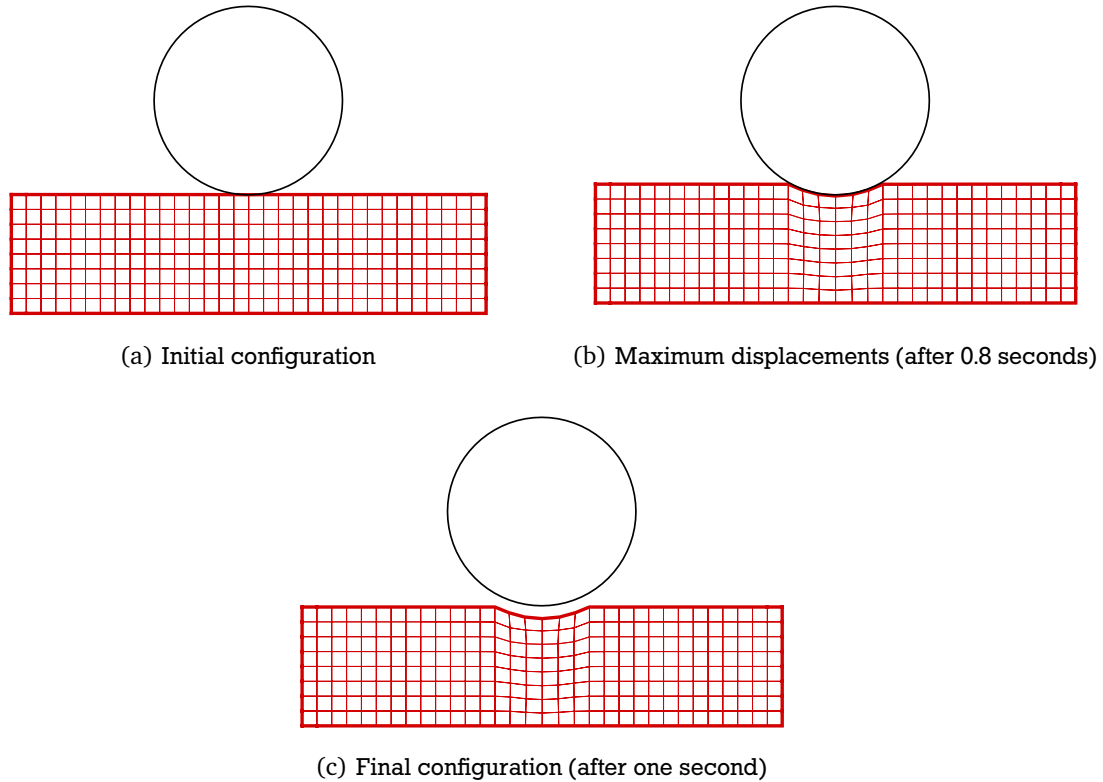 (a) Initial configuration
(b) Maximum displacements (after 0.8 seconds)
(c) Final configuration (after one second)